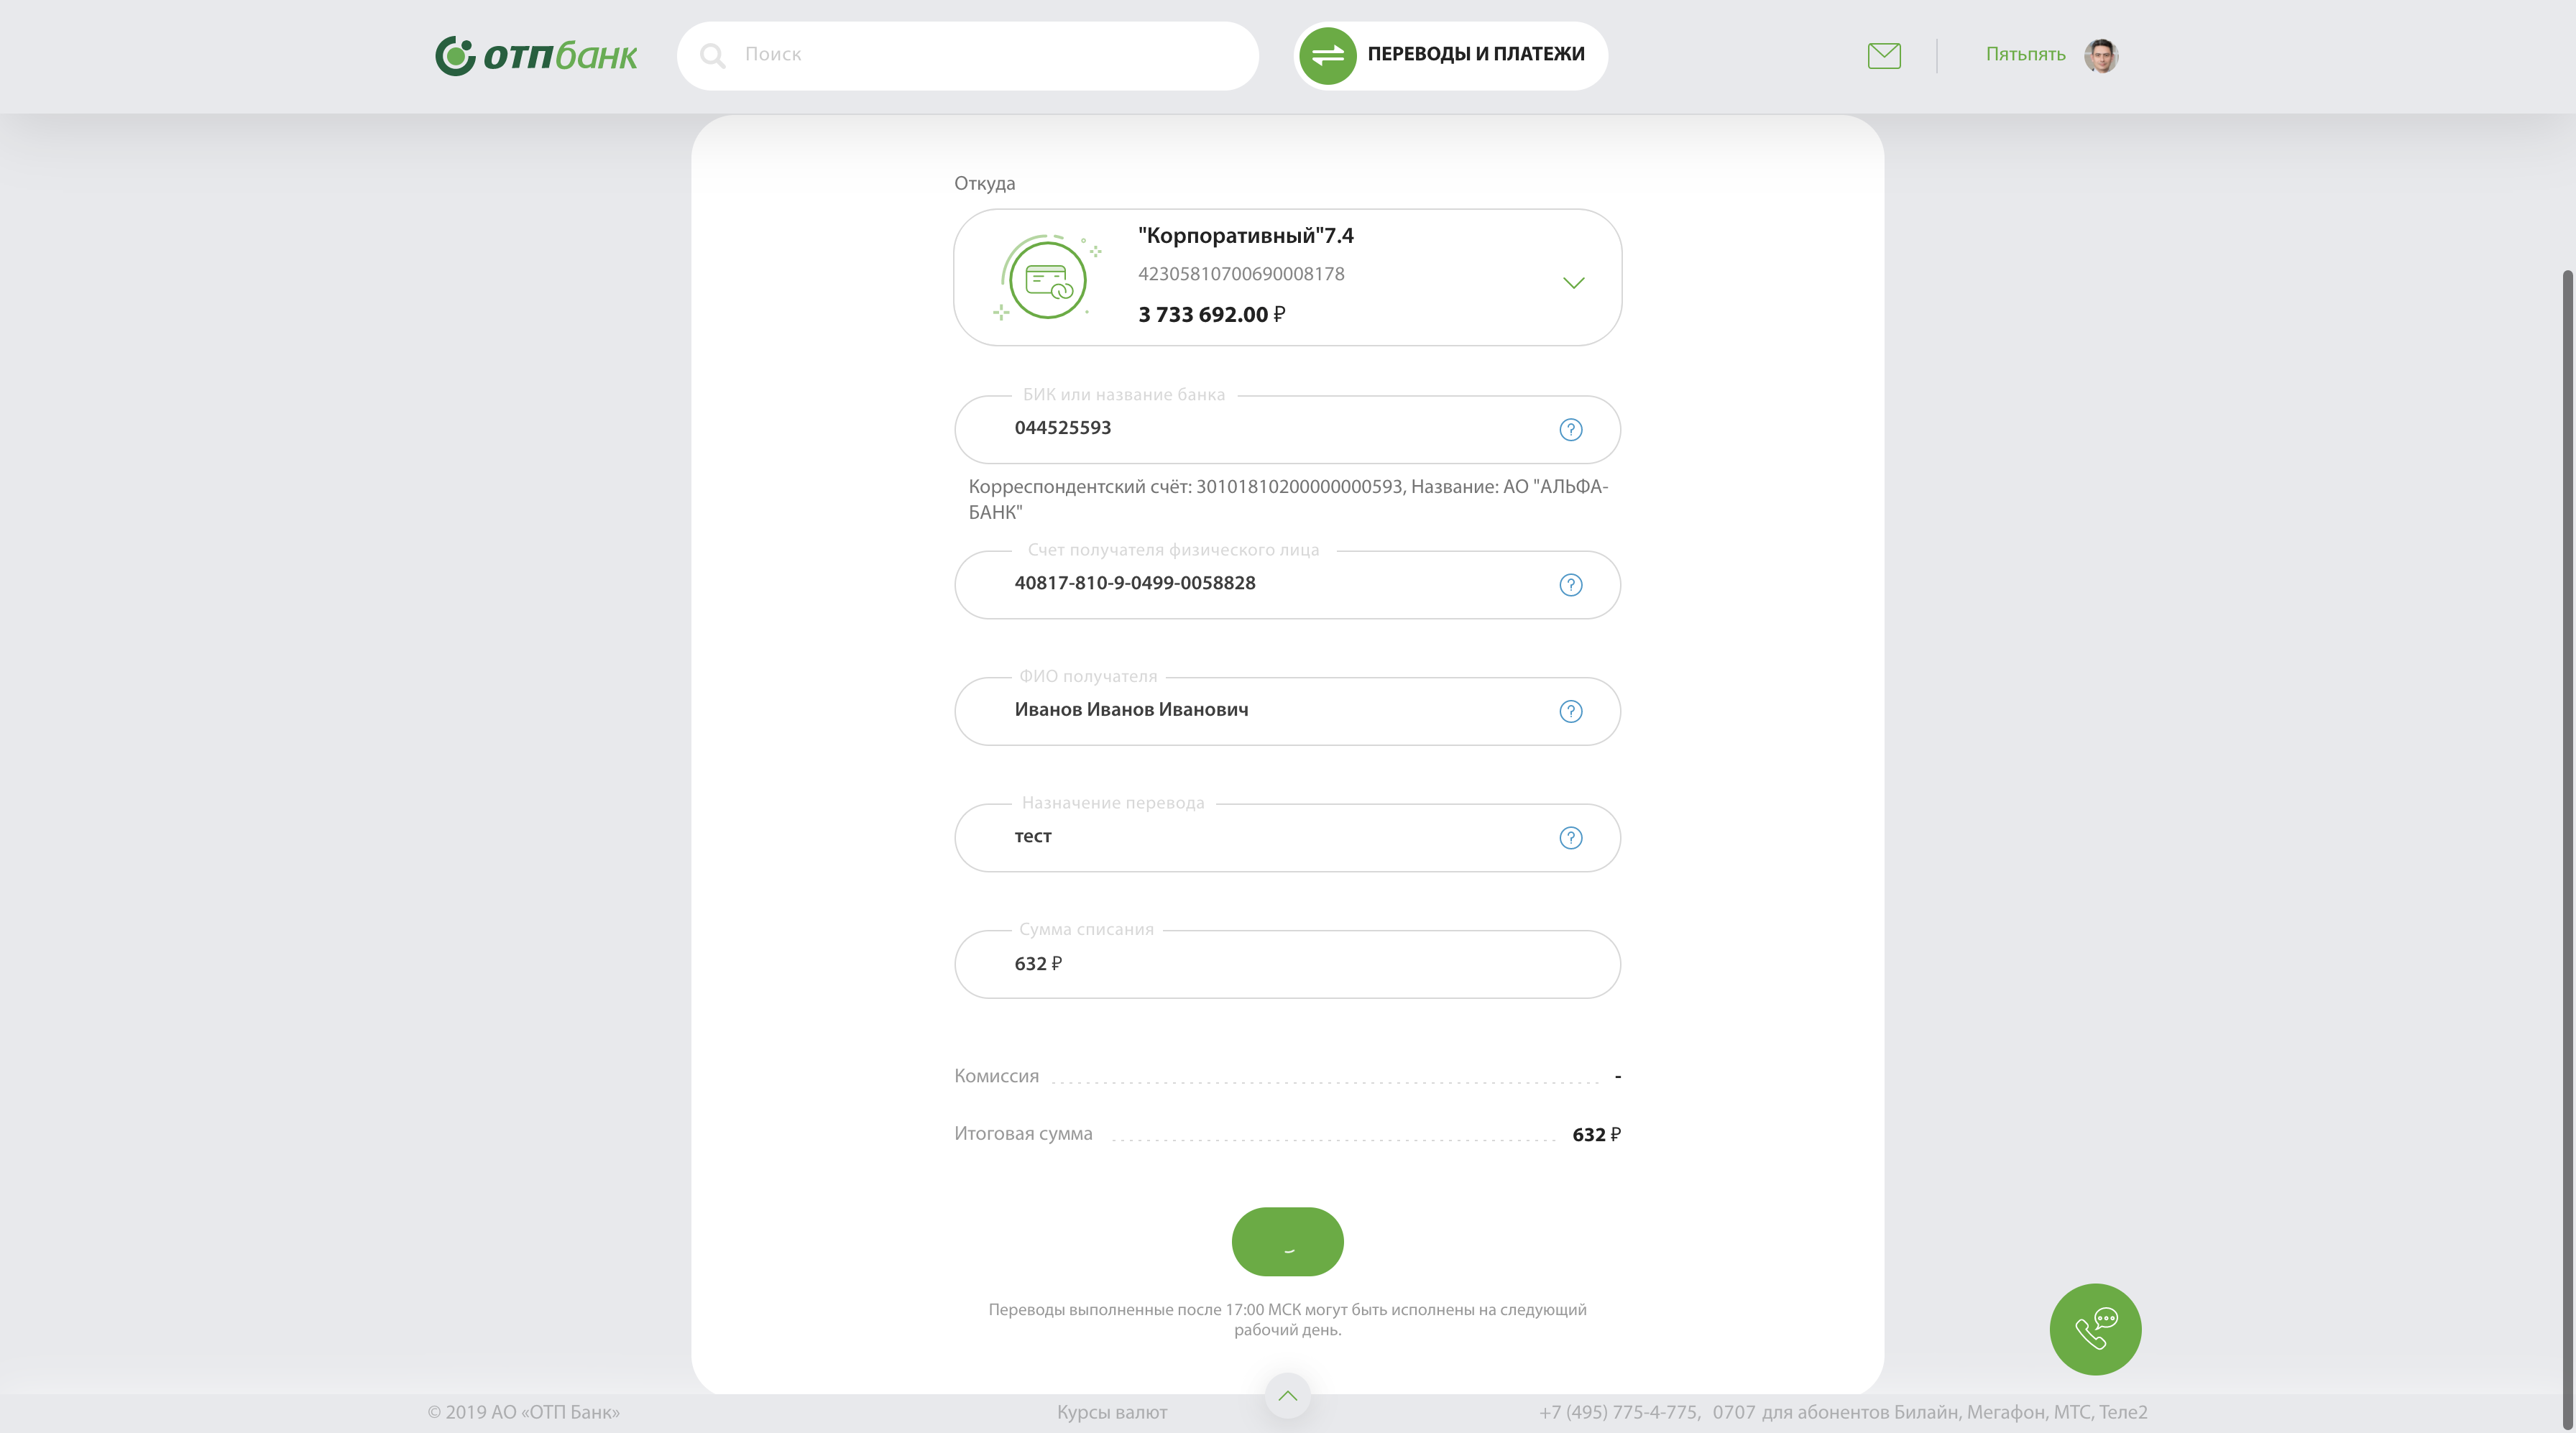 отпбанк
Поиск
ПЕРЕВОДЫ И ПЛАТЕЖИ
Пятьпять
Откуда
"Корпоративный"7.4
42305810700690008178
3 733 692.00 ₽
БИК или название банка
044525593
Корреспондентский счёт: 30101810200000000593, Название: АО "АЛЬФА-
БАНК"
Счет получателя физического лица
40817-810-9-0499-0058828
ФИО получателя
Иванов Иванов Иванович
Назначение перевода
тест
Сумма списания
632 ₽
Комиссия -
Итоговая сумма 632 ₽
Переводы выполненные после 17:00 МСК могут быть исполнены на следующий
рабочий день.
© 2019 АО «ОТП Банк» Курсы валют +7 (495) 775-4-775, 0707 для абонентов Билайн, Мегафон, МТС, Теле2